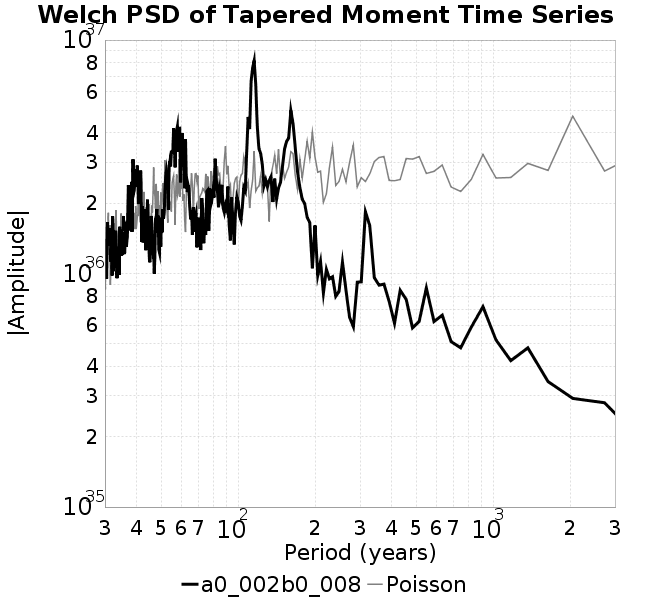 Welch PSD of Tapered Moment Time Series
10^37
8
6
4
3
2
10^36
8
6
4
3
2
10^35
|Amplitude|
3 4 5 6 7 10^2 2 3 4 5 6 7 10^3 2 3
Period (years)
a0_002b0_008 Poisson